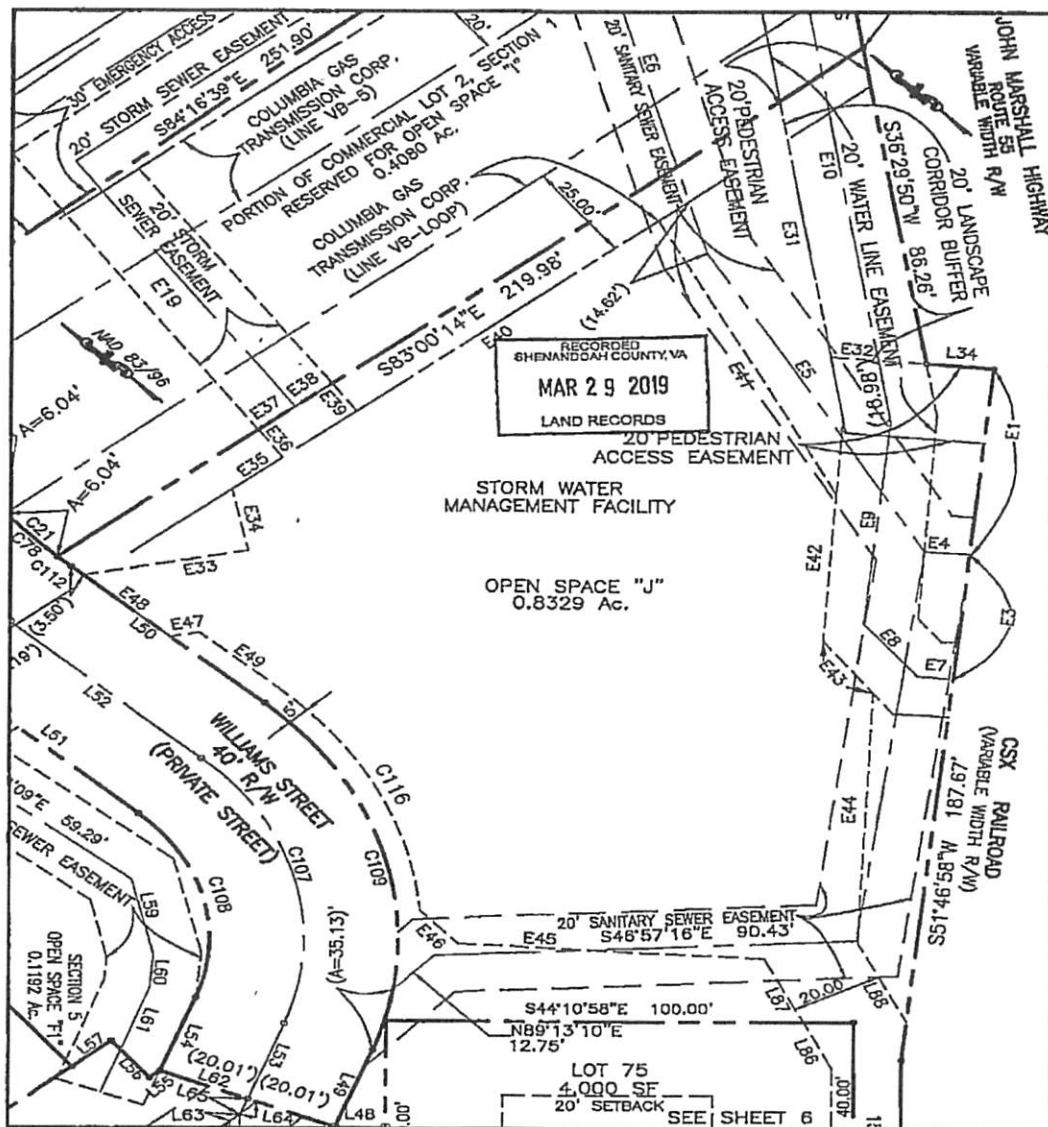 30' EMERGENCY ACCESS
20' STORM SEWER EASEMENT
S84°16'39"E 251.90'
COLUMBIA GAS
TRANSMISSION CORP.
(LINE VB-5)
PORTION OF COMMERCIAL LOT 2, SECTION 1
RESERVED FOR OPEN SPACE "I"
0.4080 Ac.
COLUMBIA GAS
TRANSMISSION CORP.
(LINE VB-LOOP)
20'
20' SANITARY SEWER EASEMENT
E6
20' PEDESTRIAN
ACCESS EASEMENT
E31
E10
20' WATER LINE EASEMENT
S36°29'50"W 86.26'
20' LANDSCAPE
CORRIDOR BUFFER
JOHN MARSHALL HIGHWAY
ROUTE 55
VARIABLE WIDTH R/W
20' STORM
SEWER EASEMENT
E19
NAD 83/96
25.00'
S83°00'14"E 219.98'
E40
(14.62')
E41
E5
E32
(16.98')
L34
E1
RECORDED
SHENANDOAH COUNTY, VA
MAR 29 2019
LAND RECORDS
20' PEDESTRIAN
ACCESS EASEMENT
A=6.04'
A=6.04'
E37
E38
E39
E36
E35
E34
E33
STORM WATER
MANAGEMENT FACILITY
OPEN SPACE "J"
0.8329 Ac.
C21
C78
C112
(3.50')
E48
L50
E47
E49
5'
L52
L51
WILLIAMS STREET
40' R/W
(PRIVATE STREET)
C116
C109
C107
C108
E42
E9
E4
E3
E8
E7
E43
E44
CSX RAILROAD
(VARIABLE WIDTH R/W)
S51°46'58"W 187.67'
59.29'
SEWER EASEMENT
L59
L60
L61
SECTION 5
OPEN SPACE "F1"
0.1192 Ac.
L57
L56
L55
L54
(20.01')
L62
(20.01')
L65
L63
L64
L53
L49
L48
(A=35.13')
E46
20' SANITARY SEWER EASEMENT
S46°57'16"E 90.43'
E45
L87
20.00'
L88
L86
S44°10'58"E 100.00'
N89°13'10"E
12.75'
LOT 75
4,000 SF
20' SETBACK
SEE SHEET 6
40.00'